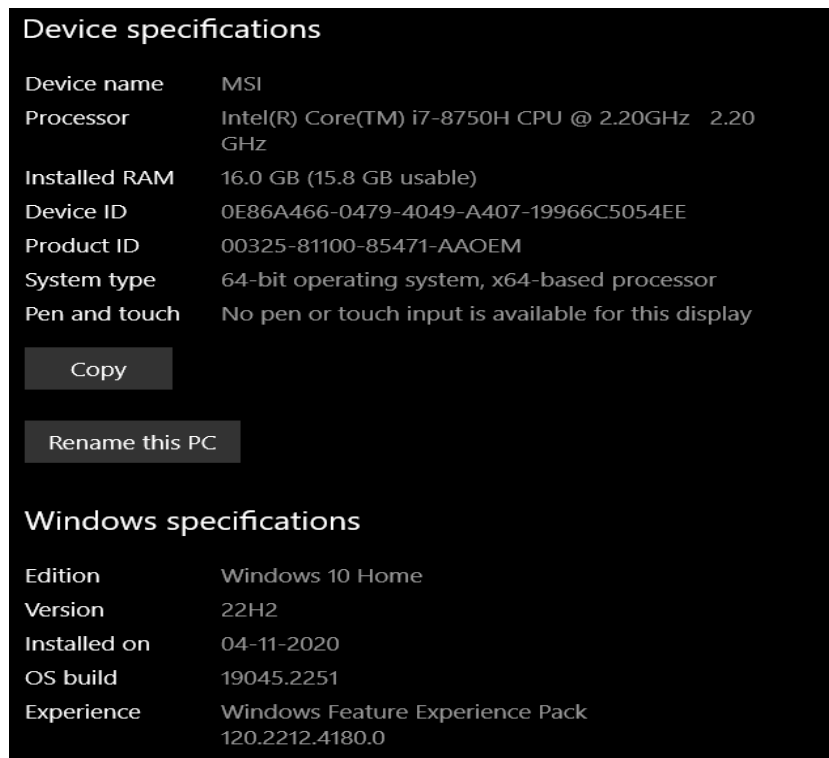 Device specifications
Device name MSI
Processor Intel(R) Core(TM) i7-8750H CPU @ 2.20GHz 2.20
GHz
Installed RAM 16.0 GB (15.8 GB usable)
Device ID 0E86A466-0479-4049-A407-19966C5054EE
Product ID 00325-81100-85471-AAOEM
System type 64-bit operating system, x64-based processor
Pen and touch No pen or touch input is available for this display
Copy
Rename this PC
Windows specifications
Edition Windows 10 Home
Version 22H2
Installed on 04-11-2020
OS build 19045.2251
Experience Windows Feature Experience Pack
120.2212.4180.0